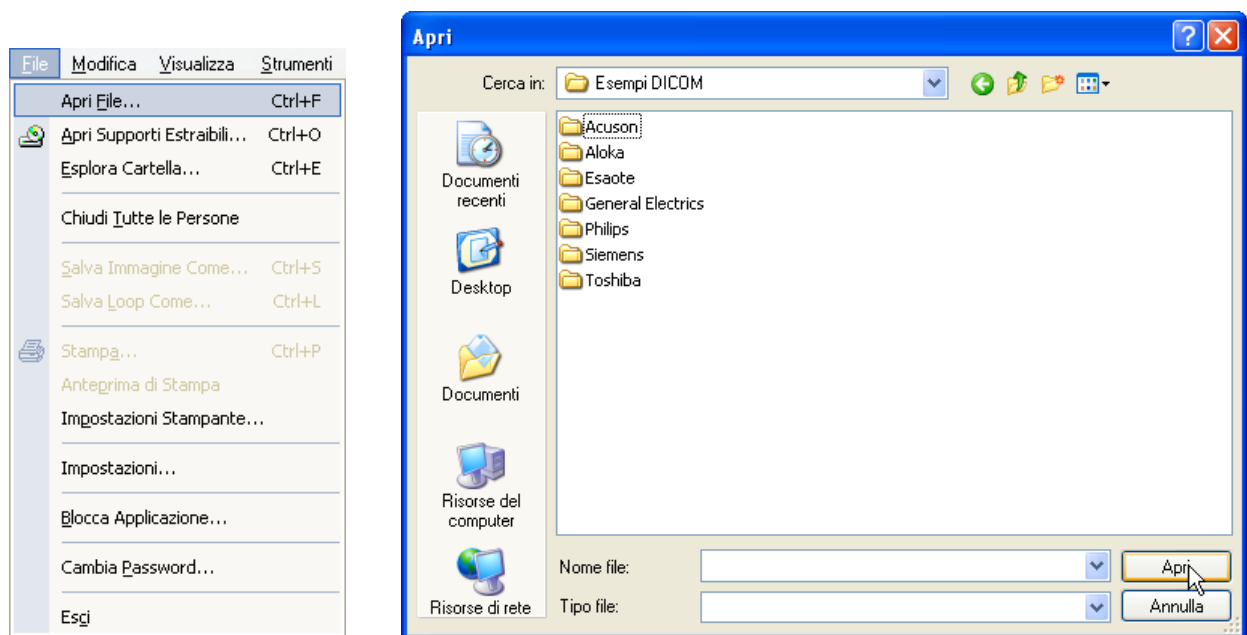 File Modifica Visualizza Strumenti
Apri File... Ctrl+F
Apri Supporti Estraibili... Ctrl+O
Esplora Cartella... Ctrl+E
Chiudi Tutte le Persone
Salva Immagine Come... Ctrl+S
Salva Loop Come... Ctrl+L
Stampa... Ctrl+P
Anteprima di Stampa
Impostazioni Stampante...
Impostazioni...
Blocca Applicazione...
Cambia Password...
Esci
Apri
Cerca in: Esempi DICOM
Documenti
recenti
Desktop
Documenti
Risorse del
computer
Risorse di rete
Acuson
Aloka
Esaote
General Electrics
Philips
Siemens
Toshiba
Nome file: Apri
Tipo file: Annulla